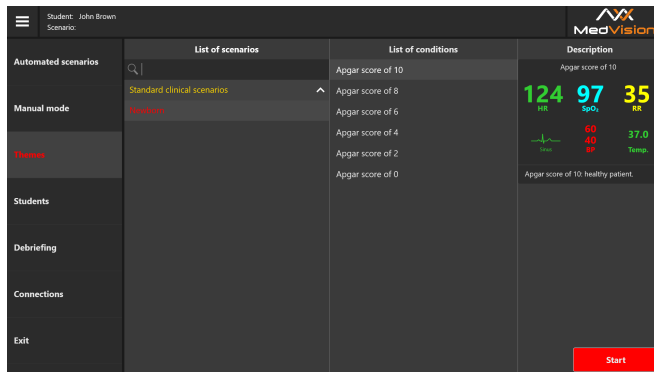 Student: John Brown
Scenario:
MedVision
Automated scenarios
Manual mode
Themes
Students
Debriefing
Connections
Exit
List of scenarios
Standard clinical scenarios
List of conditions
Apgar score of 10
Apgar score of 8
Apgar score of 6
Apgar score of 4
Apgar score of 2
Apgar score of 0
Description
Apgar score of 10
124 97 35
HR SpO₂ RR
60
40 37.0
Sinus BP Temp.
Apgar score of 10: healthy patient.
Start